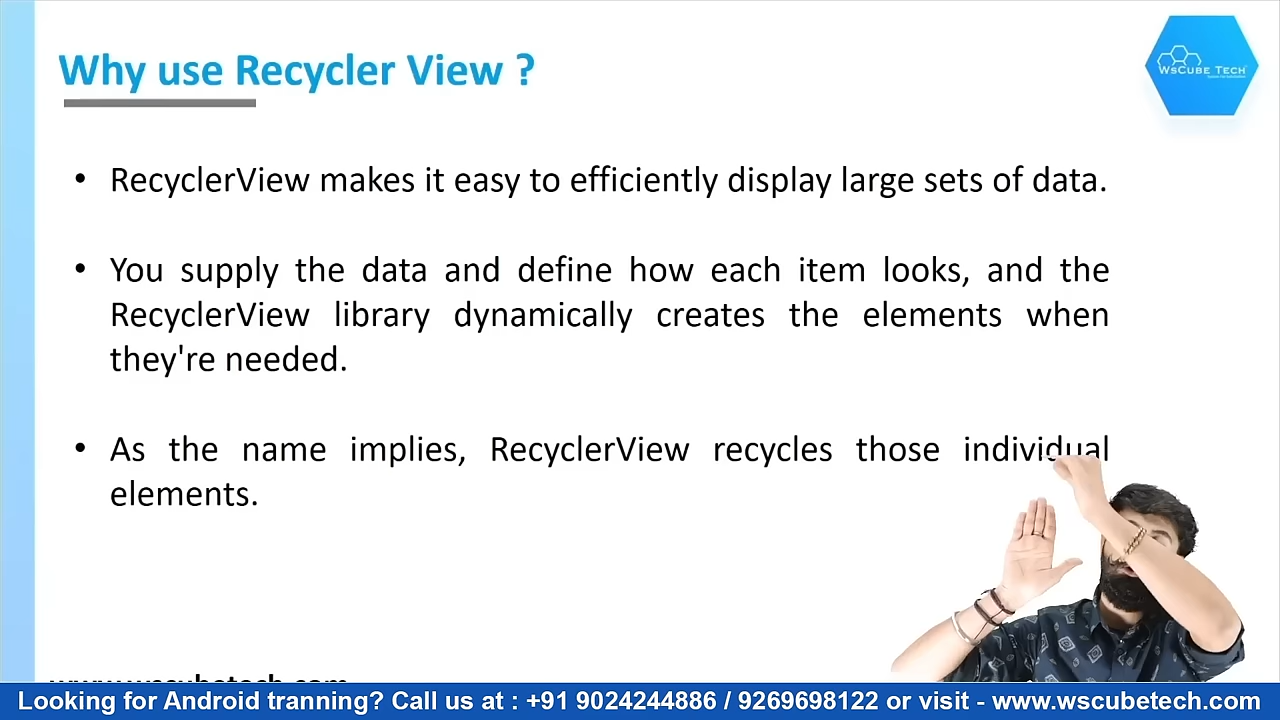 Why use Recycler View ?
WsCube Tech
• RecyclerView makes it easy to efficiently display large sets of data.
• You supply the data and define how each item looks, and the
RecyclerView library dynamically creates the elements when
they're needed.
• As the name implies, RecyclerView recycles those individual
elements.
www.wscubetech.com
Looking for Android tranning? Call us at : +91 9024244886 / 9269698122 or visit - www.wscubetech.com